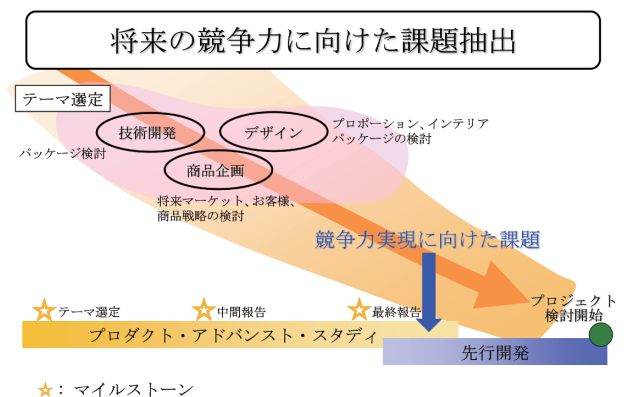 将来の競争力に向けた課題抽出
テーマ選定
技術開発
デザイン
プロポーション、インテリア
パッケージの検討
パッケージ検討
商品企画
将来マーケット、お客様、
商品戦略の検討
競争力実現に向けた課題
プロジェクト
検討開始
テーマ選定
中間報告
最終報告
プロダクト・アドバンスト・スタディ
先行開発
☆：マイルストーン